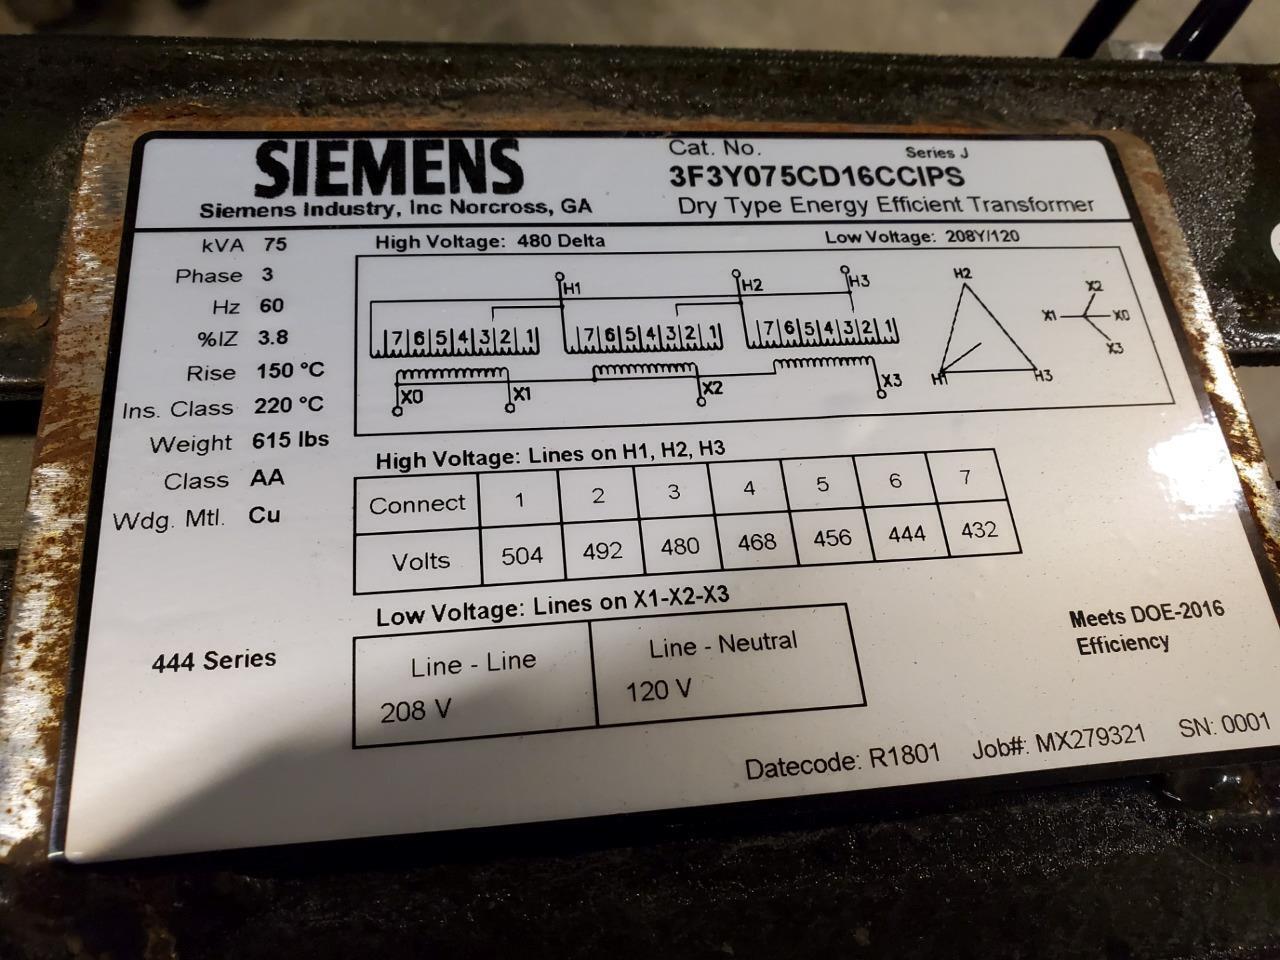 SIEMENS
Siemens Industry, Inc Norcross, GA
Cat. No. Series J
3F3Y075CD16CCIPS
Dry Type Energy Efficient Transformer
kVA 75
Phase 3
Hz 60
%IZ 3.8
Rise 150 °C
Ins. Class 220 °C
Weight 615 lbs
Class AA
Wdg. Mtl. Cu
444 Series
High Voltage: 480 Delta Low Voltage: 208Y/120
H1 H2 H3
7 6 5 4 3 2 1 7 6 5 4 3 2 1 7 6 5 4 3 2 1
X0 X1 X2 X3
H2
H1 H3
X2
X1 X0
X3
High Voltage: Lines on H1, H2, H3
Connect 1 2 3 4 5 6 7
Volts 504 492 480 468 456 444 432
Low Voltage: Lines on X1-X2-X3
Line - Line Line - Neutral
208 V 120 V
Meets DOE-2016
Efficiency
Datecode: R1801 Job#: MX279321 SN: 0001